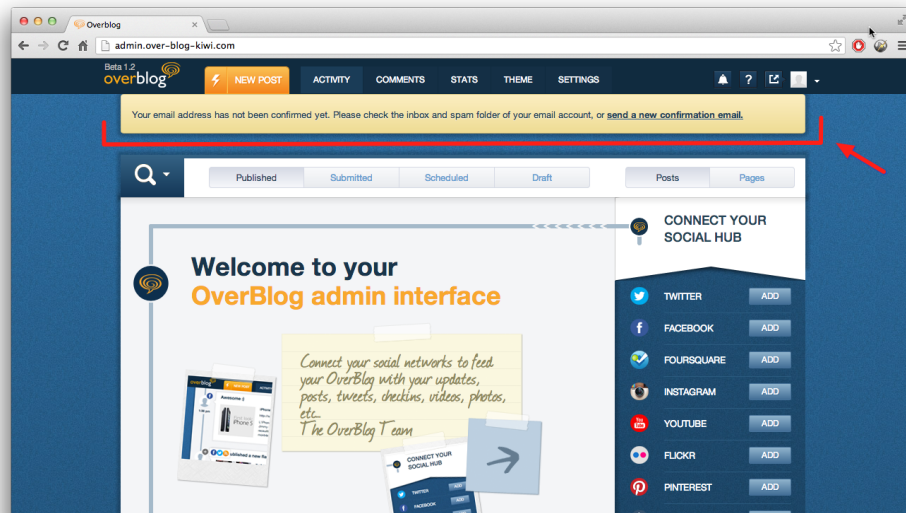 Overblog
admin.over-blog-kiwi.com
Beta 1.2
overblog
NEW POST
ACTIVITY
COMMENTS
STATS
THEME
SETTINGS
?
Your email address has not been confirmed yet. Please check the inbox and spam folder of your email account, or send a new confirmation email.
Published
Submitted
Scheduled
Draft
Posts
Pages
CONNECT YOUR
SOCIAL HUB
Welcome to your
OverBlog admin interface
TWITTER ADD
FACEBOOK ADD
FOURSQUARE ADD
INSTAGRAM ADD
YOUTUBE ADD
FLICKR ADD
PINTEREST ADD
Connect your social networks to feed
your OverBlog with your updates,
posts, tweets, checkins, videos, photos,
etc..
The OverBlog Team
overblog
Awesome :)
iPhone 5
CONNECT YOUR
SOCIAL HUB
TWITTER ADD
FACEBOOK ADD